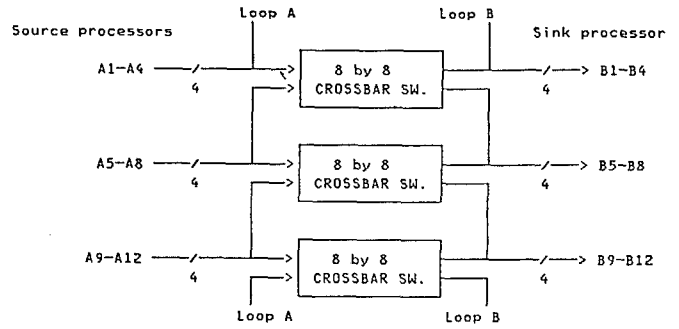 Loop A Loop B
Source processors Sink processor
A1-A4 4 8 by 8 CROSSBAR SW. 4 B1-B4
A5-A8 4 8 by 8 CROSSBAR SW. 4 B5-B8
A9-A12 4 8 by 8 CROSSBAR SW. 4 B9-B12
Loop A Loop B